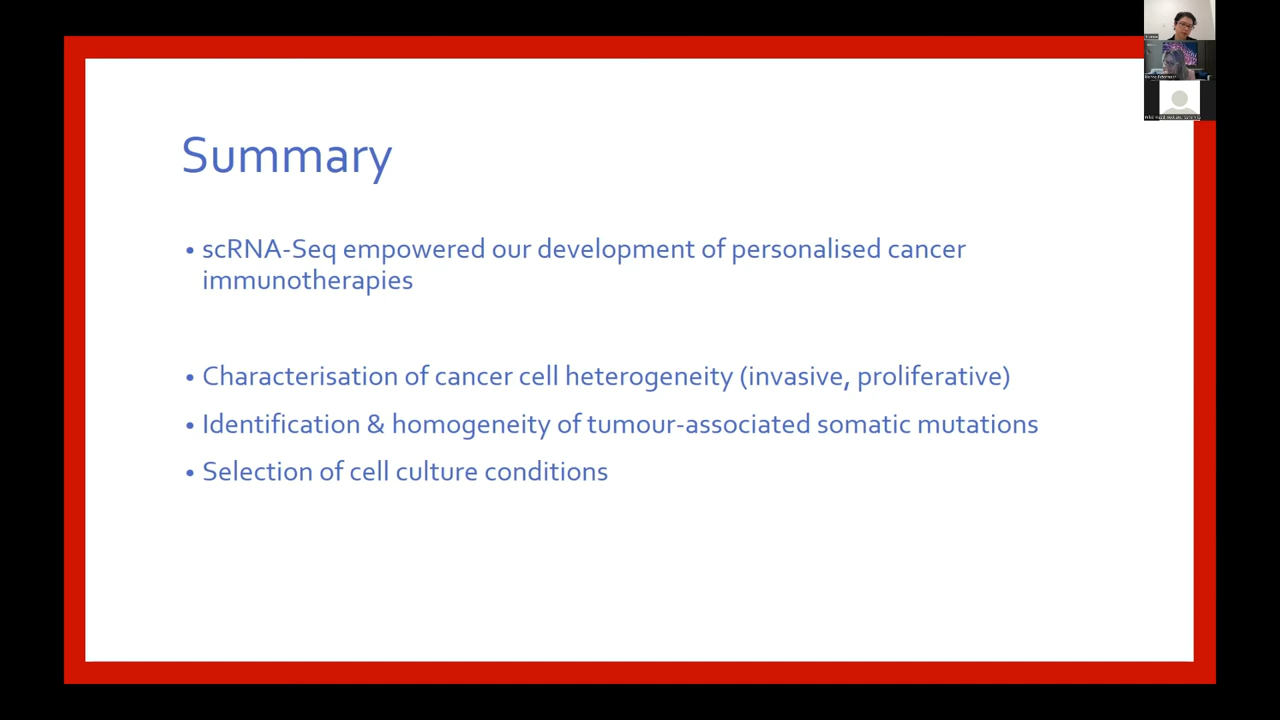 Summary
• scRNA-Seq empowered our development of personalised cancer
immunotherapies
• Characterisation of cancer cell heterogeneity (invasive, proliferative)
• Identification & homogeneity of tumour-associated somatic mutations
• Selection of cell culture conditions